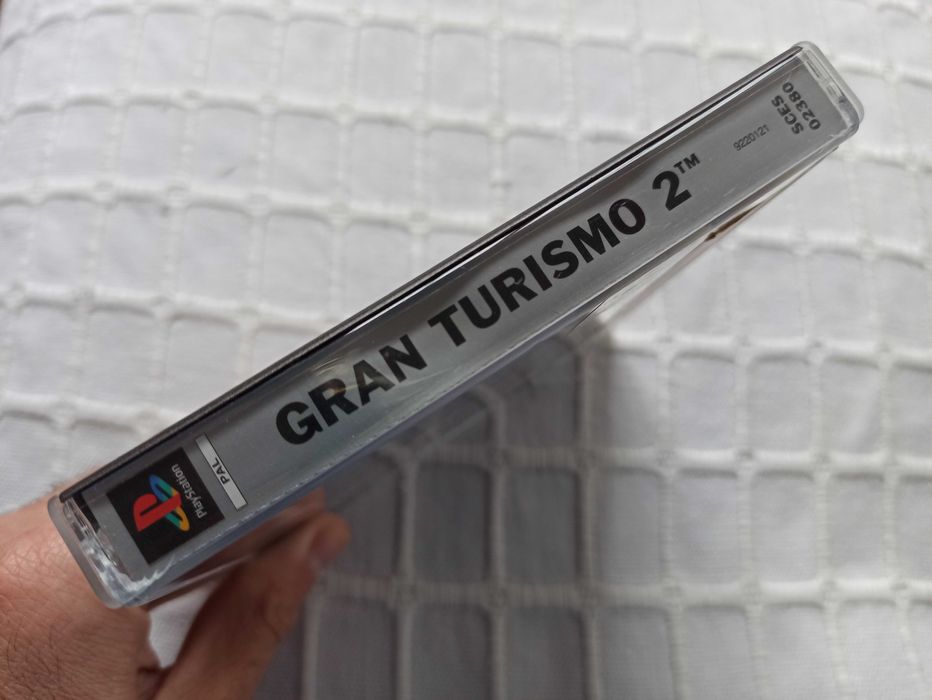 PlayStation
PAL
GRAN TURISMO 2™
9220121
SCES
02380